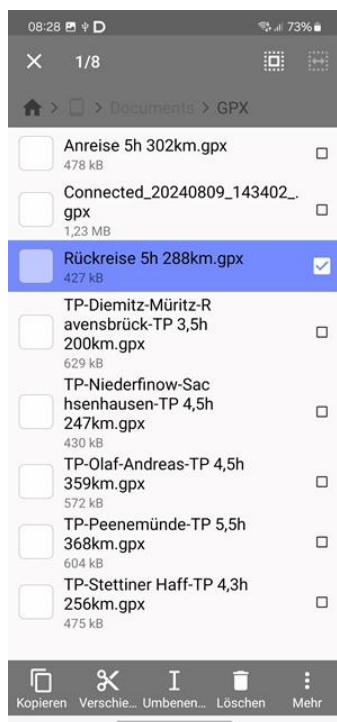 08:28 D 73%
1/8
> > Documents > GPX
Anreise 5h 302km.gpx
478 kB
Connected_20240809_143402_.
gpx
1,23 MB
Rückreise 5h 288km.gpx
427 kB
TP-Diemitz-Müritz-R
avensbrück-TP 3,5h
200km.gpx
629 kB
TP-Niederfinow-Sac
hsenhausen-TP 4,5h
247km.gpx
430 kB
TP-Olaf-Andreas-TP 4,5h
359km.gpx
572 kB
TP-Peenemünde-TP 5,5h
368km.gpx
604 kB
TP-Stettiner Haff-TP 4,3h
256km.gpx
475 kB
Kopieren Verschie... Umbenen... Löschen Mehr